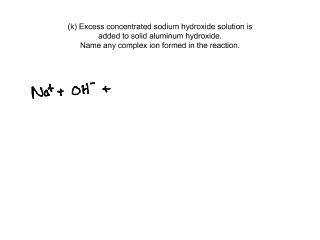 (k) Excess concentrated sodium hydroxide solution is
added to solid aluminum hydroxide.
Name any complex ion formed in the reaction.
Na⁺ + OH⁻ +